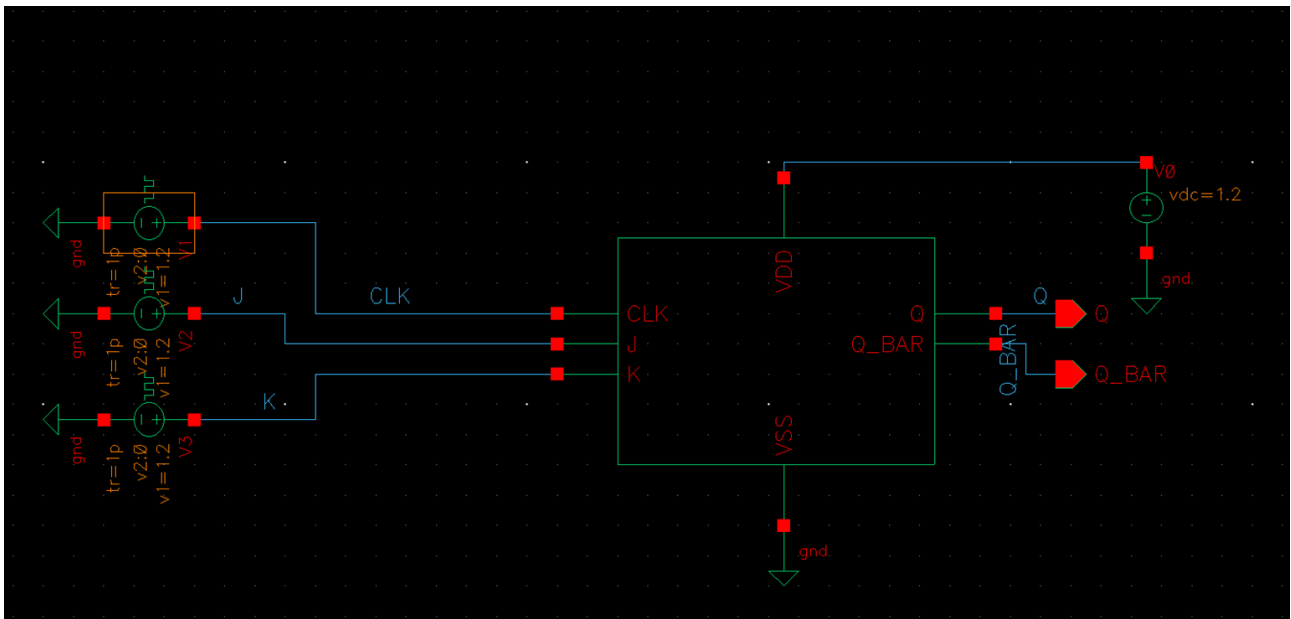 gnd
tr=1p
v2:0
v1=1.2
V1
gnd
tr=1p
v2:0
v1=1.2
V2
gnd
tr=1p
v2:0
v1=1.2
V3
J
CLK
K
CLK
J
K
VDD
VSS
Q
Q_BAR
gnd
Q
Q_BAR
Q
Q_BAR
V0
vdc=1.2
gnd